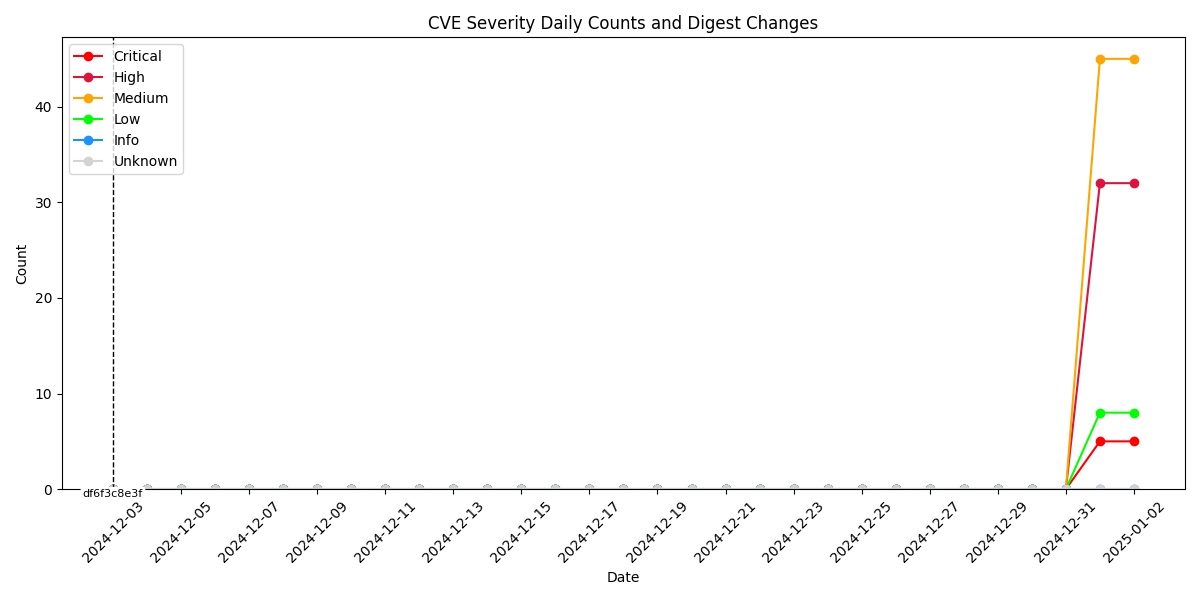 CVE Severity Daily Counts and Digest Changes
Critical
High
Medium
Low
Info
Unknown
Count
40
30
20
10
0
df6f3c8e3f
2024-12-03
2024-12-05
2024-12-07
2024-12-09
2024-12-11
2024-12-13
2024-12-15
2024-12-17
2024-12-19
2024-12-21
2024-12-23
2024-12-25
2024-12-27
2024-12-29
2024-12-31
2025-01-02
Date